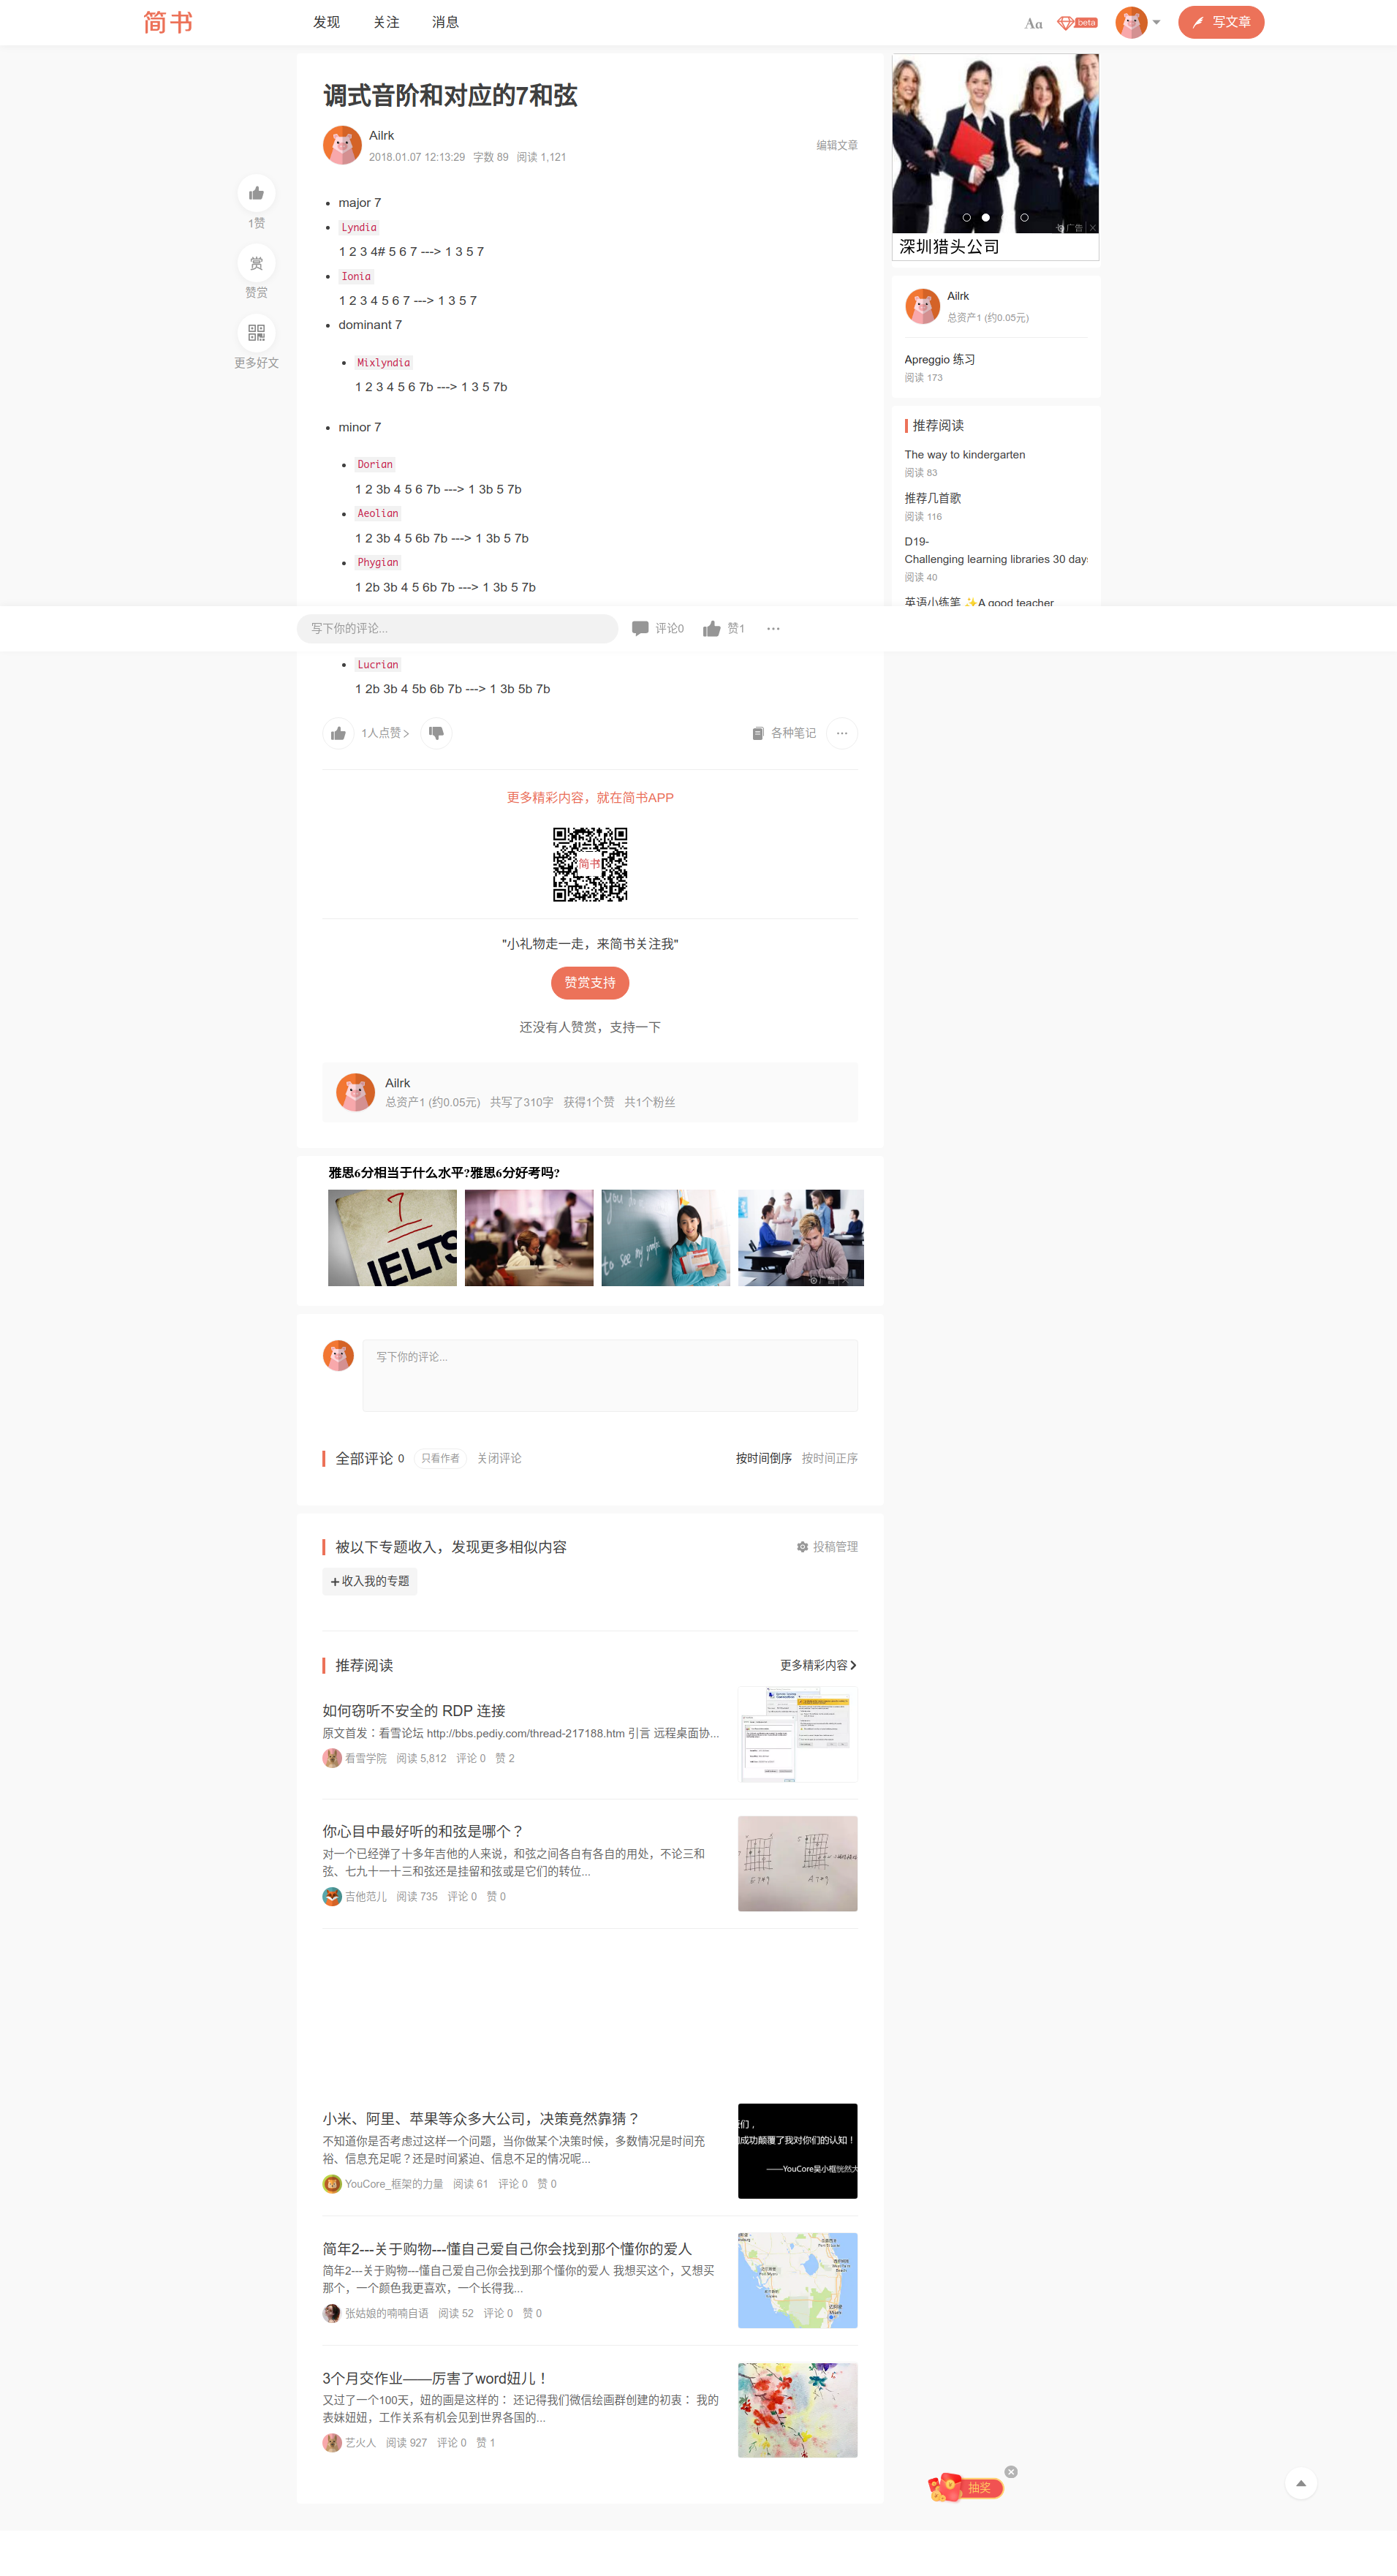 简书
发现 关注 消息
Aa beta 写文章
调式音阶和对应的7和弦
Ailrk
2018.01.07 12:13:29 字数 89 阅读 1,121
编辑文章
1赞
赏
赞赏
更多好文
major 7
Lyndia
1 2 3 4# 5 6 7 ---> 1 3 5 7
Ionia
1 2 3 4 5 6 7 ---> 1 3 5 7
dominant 7
Mixlyndia
1 2 3 4 5 6 7b ---> 1 3 5 7b
minor 7
Dorian
1 2 3b 4 5 6 7b ---> 1 3b 5 7b
Aeolian
1 2 3b 4 5 6b 7b ---> 1 3b 5 7b
Phygian
1 2b 3b 4 5 6b 7b ---> 1 3b 5 7b
广告
深圳猎头公司
Ailrk
总资产1 (约0.05元)
Apreggio 练习
阅读 173
推荐阅读
The way to kindergarten
阅读 83
推荐几首歌
阅读 116
D19-
Challenging learning libraries 30 days
阅读 40
英语小练笔 ✨A good teacher
写下你的评论... 评论0 赞1
Lucrian
1 2b 3b 4 5b 6b 7b ---> 1 3b 5b 7b
1人点赞 >
各种笔记
更多精彩内容，就在简书APP
简书
"小礼物走一走，来简书关注我"
赞赏支持
还没有人赞赏，支持一下
Ailrk
总资产1 (约0.05元) 共写了310字 获得1个赞 共1个粉丝
雅思6分相当于什么水平?雅思6分好考吗?
7
IELTS
写下你的评论...
全部评论 0 只看作者 关闭评论 按时间倒序 按时间正序
被以下专题收入，发现更多相似内容
投稿管理
+收入我的专题
推荐阅读
更多精彩内容>
如何窃听不安全的 RDP 连接
原文首发：看雪论坛 http://bbs.pediy.com/thread-217188.htm 引言 远程桌面协...
看雪学院 阅读 5,812 评论 0 赞 2
你心目中最好听的和弦是哪个？
对一个已经弹了十多年吉他的人来说，和弦之间各自有各自的用处，不论三和
弦、七九十一十三和弦还是挂留和弦或是它们的转位...
吉他范儿 阅读 735 评论 0 赞 0
小米、阿里、苹果等众多大公司，决策竟然靠猜？
不知道你是否考虑过这样一个问题，当你做某个决策时候，多数情况是时间充
裕、信息充足呢？还是时间紧迫、信息不足的情况呢...
YouCore_框架的力量 阅读 61 评论 0 赞 0
成功颠覆了我对你们的认知！
——YouCore吴小框恍然大
简年2---关于购物---懂自己爱自己你会找到那个懂你的爱人
简年2---关于购物---懂自己爱自己你会找到那个懂你的爱人 我想买这个，又想买
那个，一个颜色我更喜欢，一个长得我...
张姑娘的喃喃自语 阅读 52 评论 0 赞 0
3个月交作业——厉害了word妞儿！
又过了一个100天，妞的画是这样的： 还记得我们微信绘画群创建的初衷： 我的
表妹妞妞，工作关系有机会见到世界各国的...
艺火人 阅读 927 评论 0 赞 1
抽奖